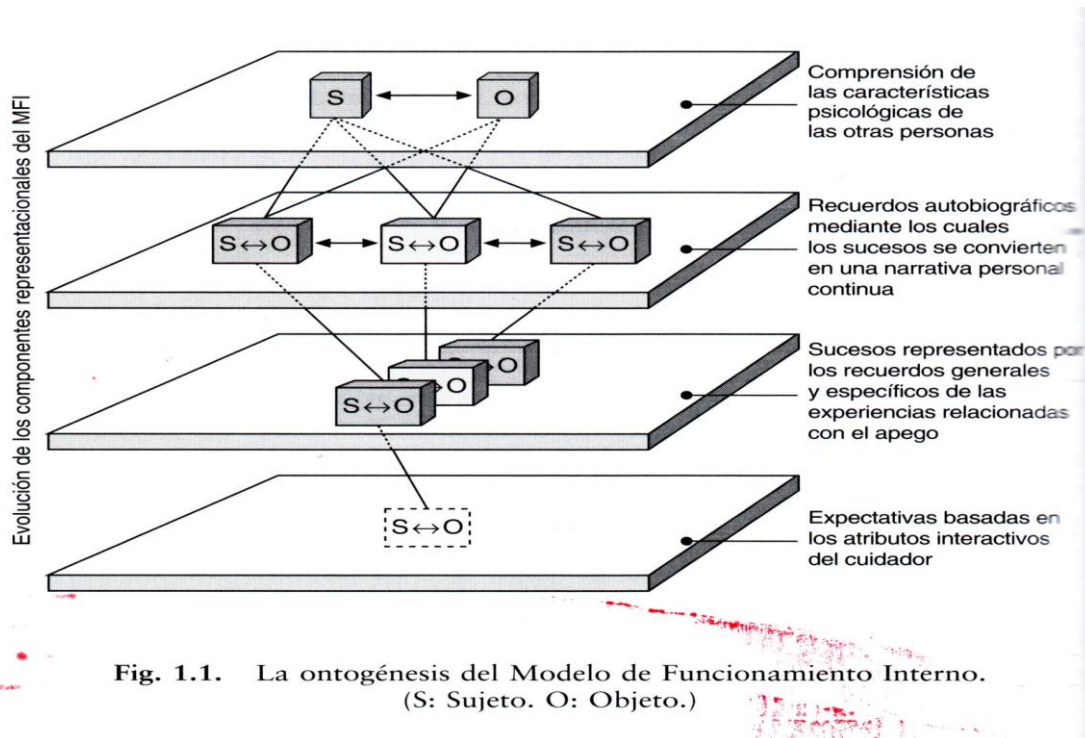 Evolución de los componentes representacionales del MFI
S
O
Comprensión de
las características
psicológicas de
las otras personas
S↔O
S↔O
S↔O
Recuerdos autobiográficos
mediante los cuales
los sucesos se convierten
en una narrativa personal
continua
O
O
S↔O
Sucesos representados por
los recuerdos generales
y específicos de las
experiencias relacionadas
con el apego
S↔O
Expectativas basadas en
los atributos interactivos
del cuidador
Fig. 1.1. La ontogénesis del Modelo de Funcionamiento Interno.
(S: Sujeto. O: Objeto.)